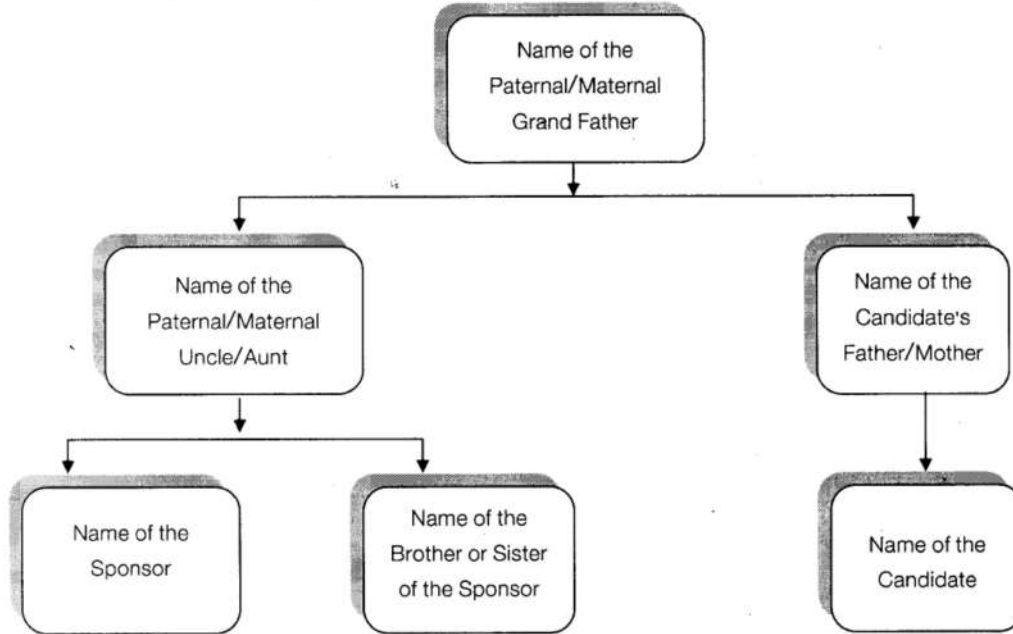 Name of the
Paternal/Maternal
Grand Father
Name of the
Paternal/Maternal
Uncle/Aunt
Name of the
Candidate's
Father/Mother
Name of the
Sponsor
Name of the
Brother or Sister
of the Sponsor
Name of the
Candidate